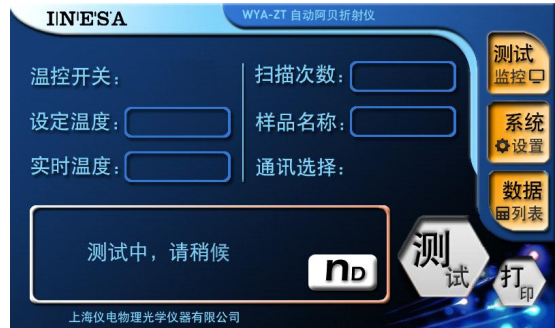 INESA
WYA-ZT 自动阿贝折射仪
温控开关：
扫描次数：
设定温度：
样品名称：
实时温度：
通讯选择：
测试
监控
系统
设置
数据
列表
测试中，请稍候
nD
测试
打印
上海仪电物理光学仪器有限公司